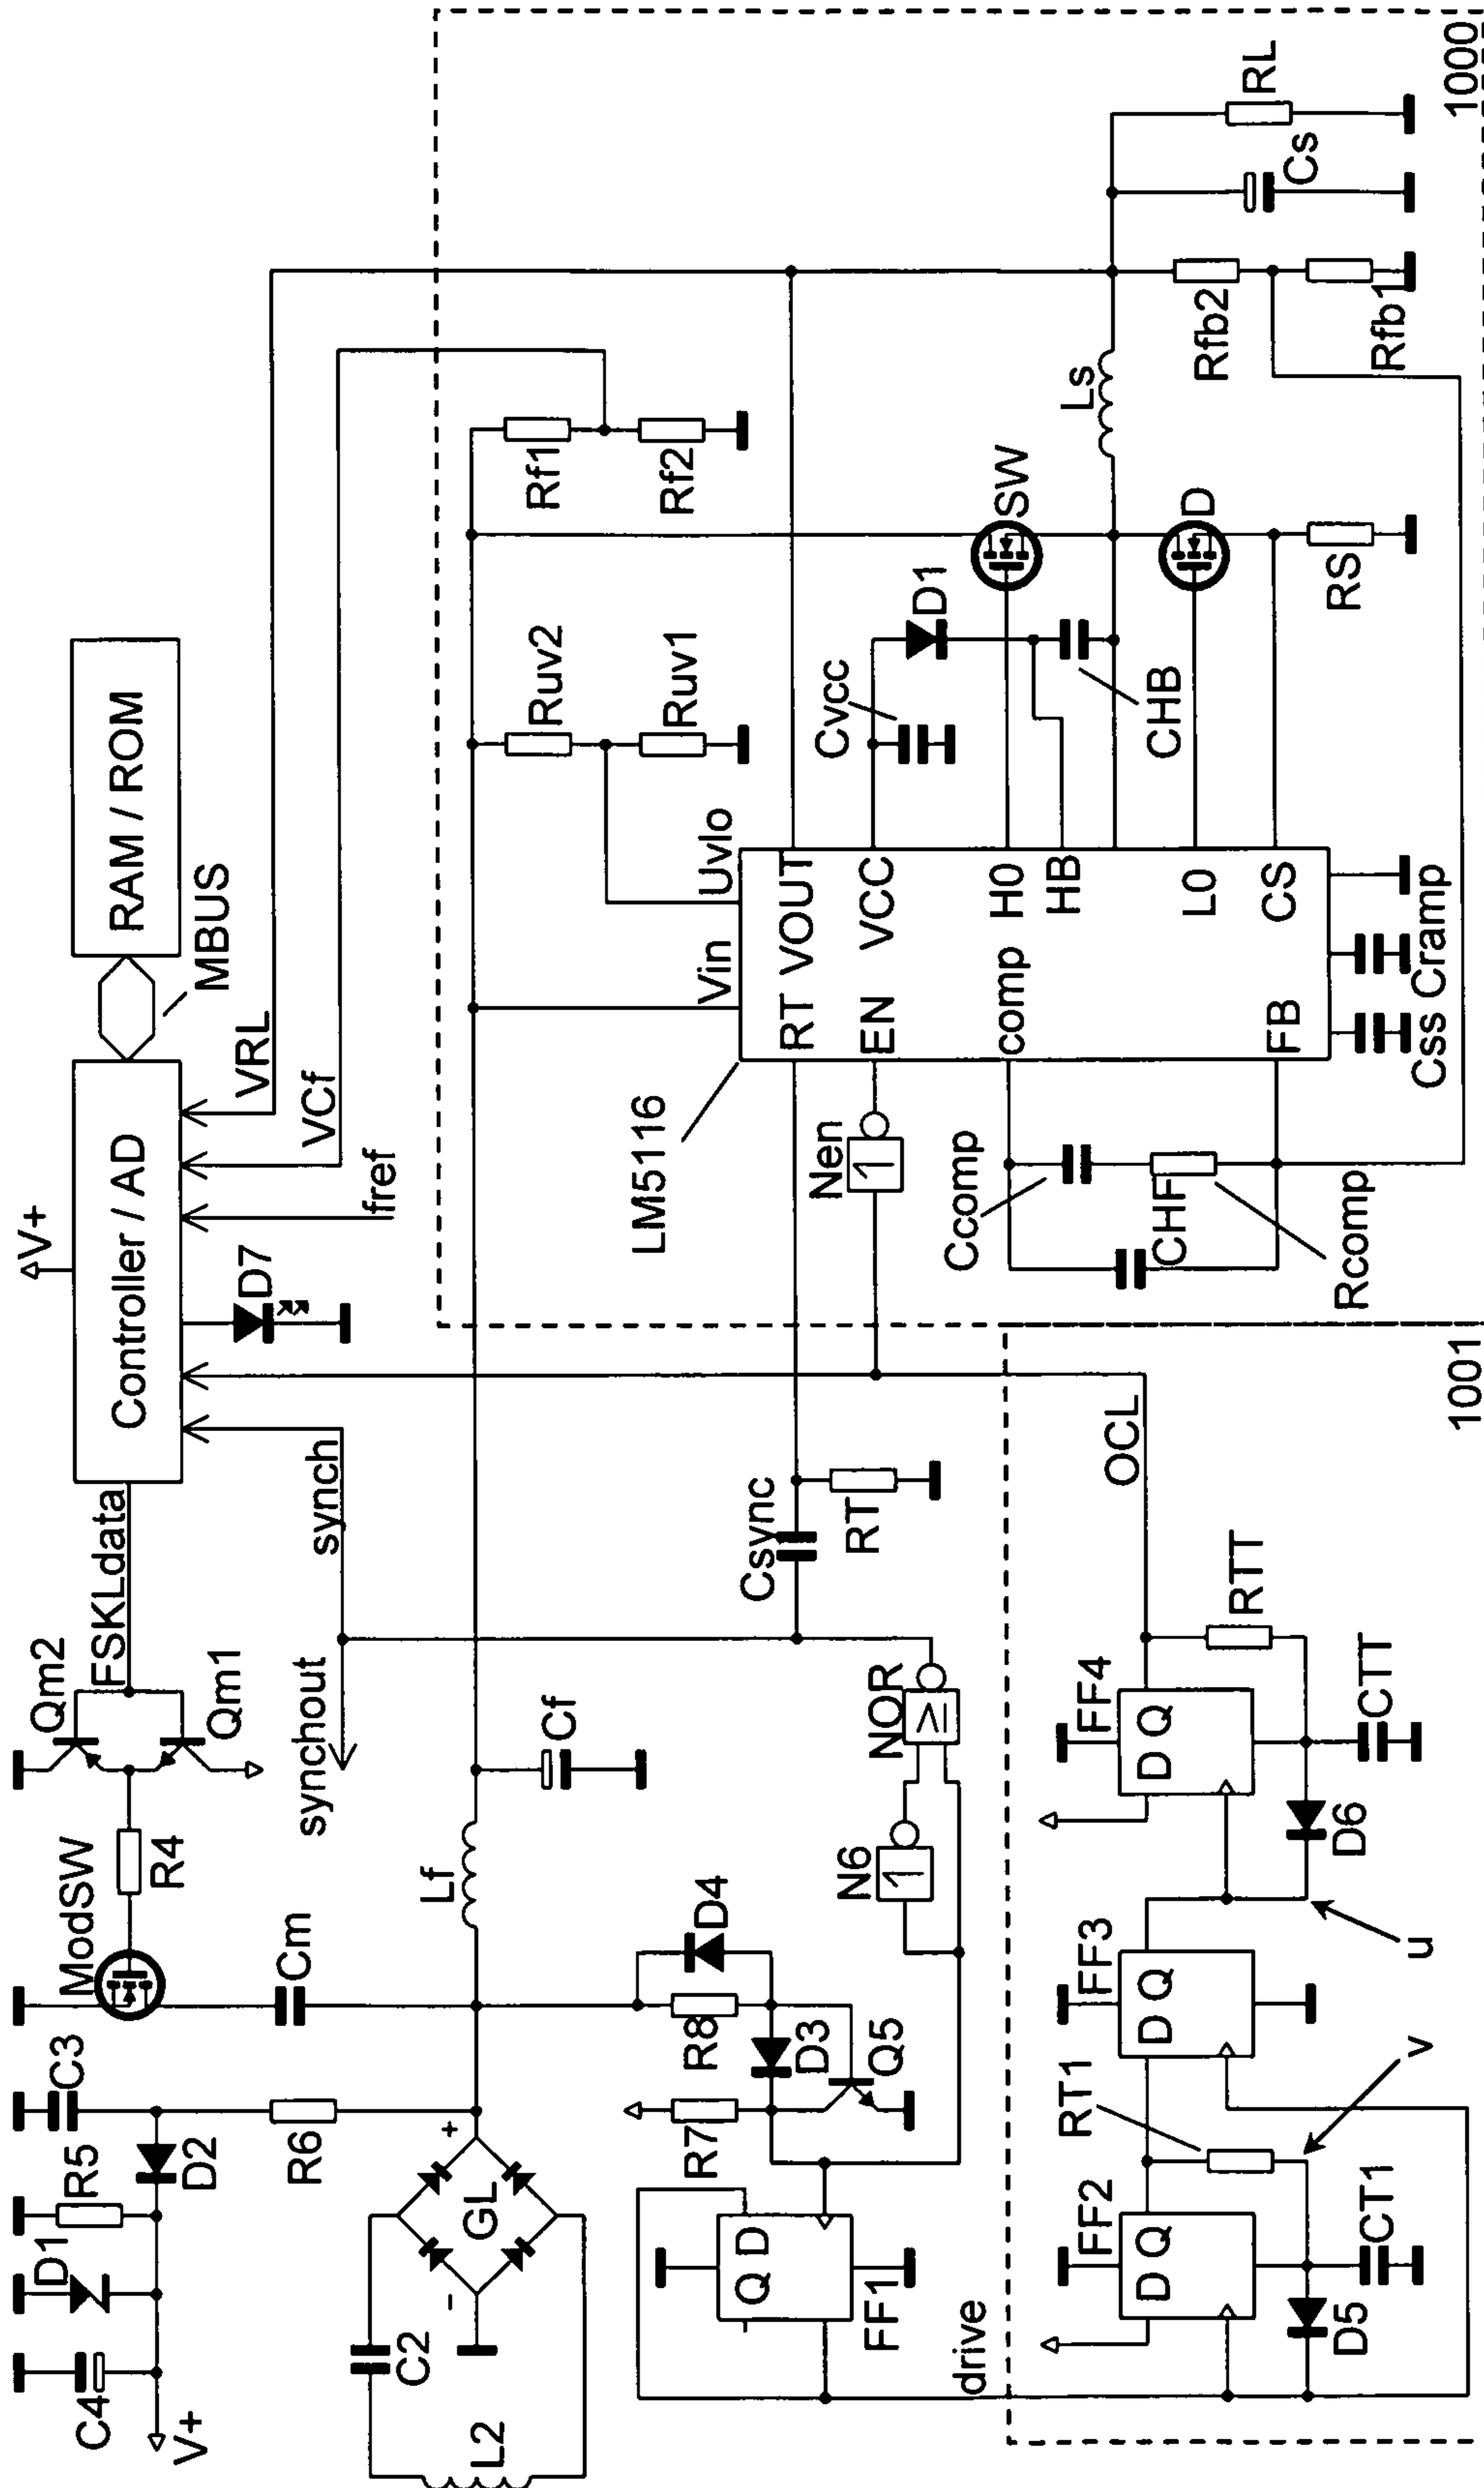 V+
C4
D1
R5
C3
D2
R6
ModSW
R4
Qm2
Qm1
FSKLdata
Controller / AD
V+
RAM / ROM
MBUS
VRL
VCf
fref
D7
synch
synchout
Cm
Lf
Cf
C2
L2
GL
+
-
R8
D4
D3
R7
Q5
Q D
FF1
drive
N6
1
NOR
≥
Csync
RT
Nen
1
LM5116
Vin
Uvlo
RT VOUT
EN VCC
comp H0
HB
L0
FB CS
Css
Cramp
Ccomp
CHF
Rcomp
Ruv2
Ruv1
Rf1
Rf2
Cvcc
D1
CHB
SW
D
RS
Ls
Rfb2
Rfb1
Cs
RL
1000
OCL
1001
FF2
D Q
RT1
v
CT1
D5
FF3
D Q
u
FF4
D Q
RTT
CTT
D6